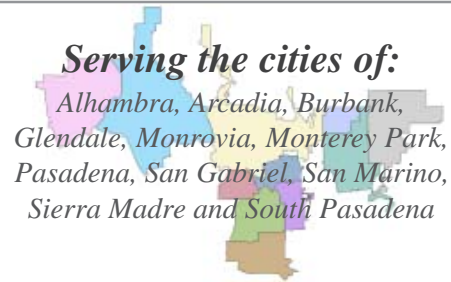 Serving the cities of:
Alhambra, Arcadia, Burbank,
Glendale, Monrovia, Monterey Park,
Pasadena, San Gabriel, San Marino,
Sierra Madre and South Pasadena